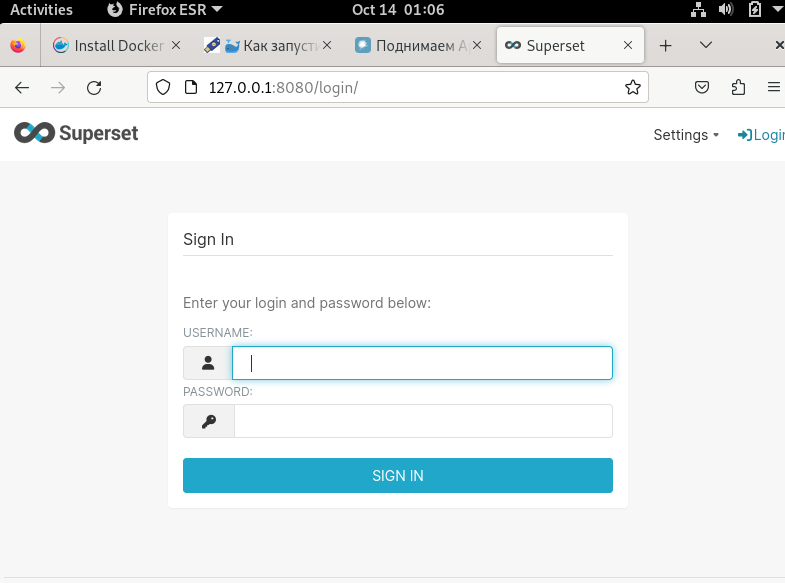 Activities Firefox ESR Oct 14 01:06
Install Docker Как запусти Поднимаем A Superset
127.0.0.1:8080/login/
Superset Settings Login
Sign In
Enter your login and password below:
USERNAME:
PASSWORD:
SIGN IN